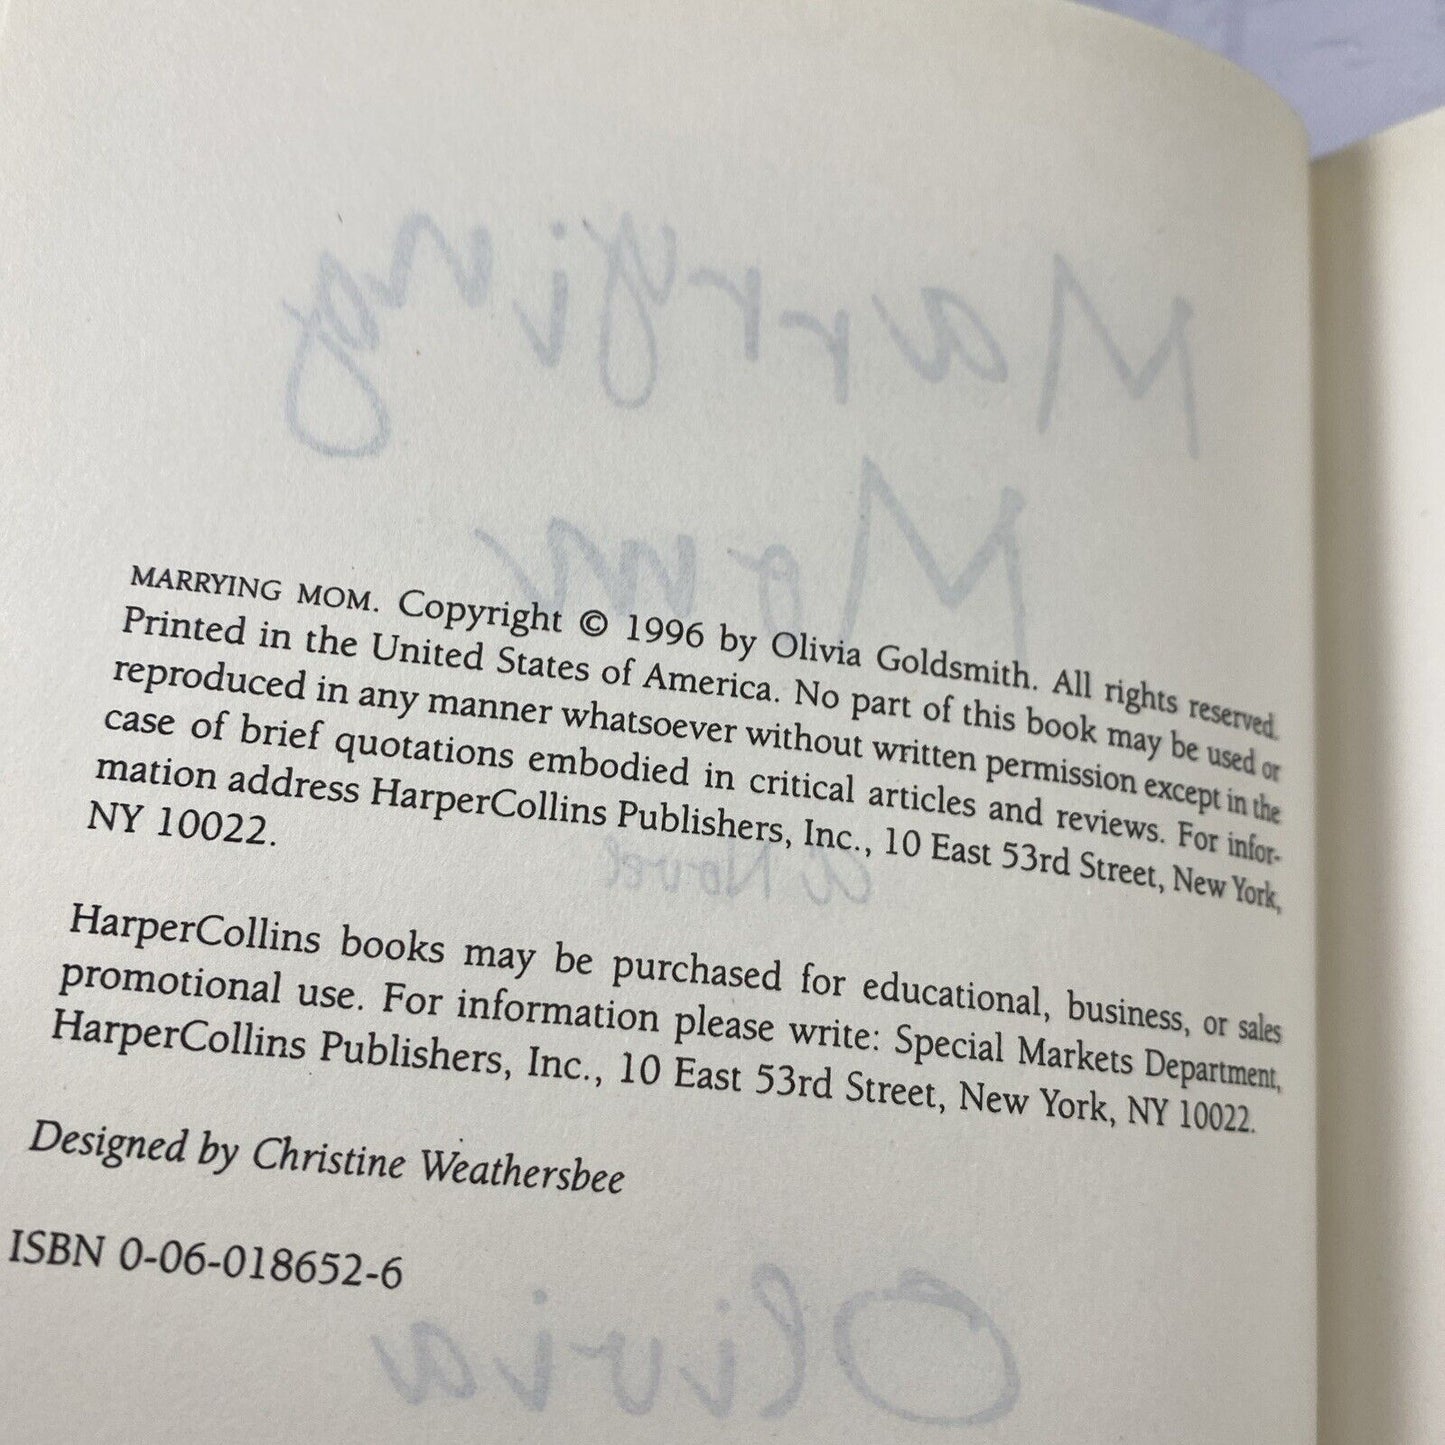 Marrying
Mom
MARRYING MOM. Copyright © 1996 by Olivia Goldsmith. All rights reserved.
Printed in the United States of America. No part of this book may be used or
reproduced in any manner whatsoever without written permission except in the
case of brief quotations embodied in critical articles and reviews. For infor-
mation address HarperCollins Publishers, Inc., 10 East 53rd Street, New York,
NY 10022.
a Novel
HarperCollins books may be purchased for educational, business, or sales
promotional use. For information please write: Special Markets Department,
HarperCollins Publishers, Inc., 10 East 53rd Street, New York, NY 10022.
Designed by Christine Weathersbee
ISBN 0-06-018652-6
Olivia